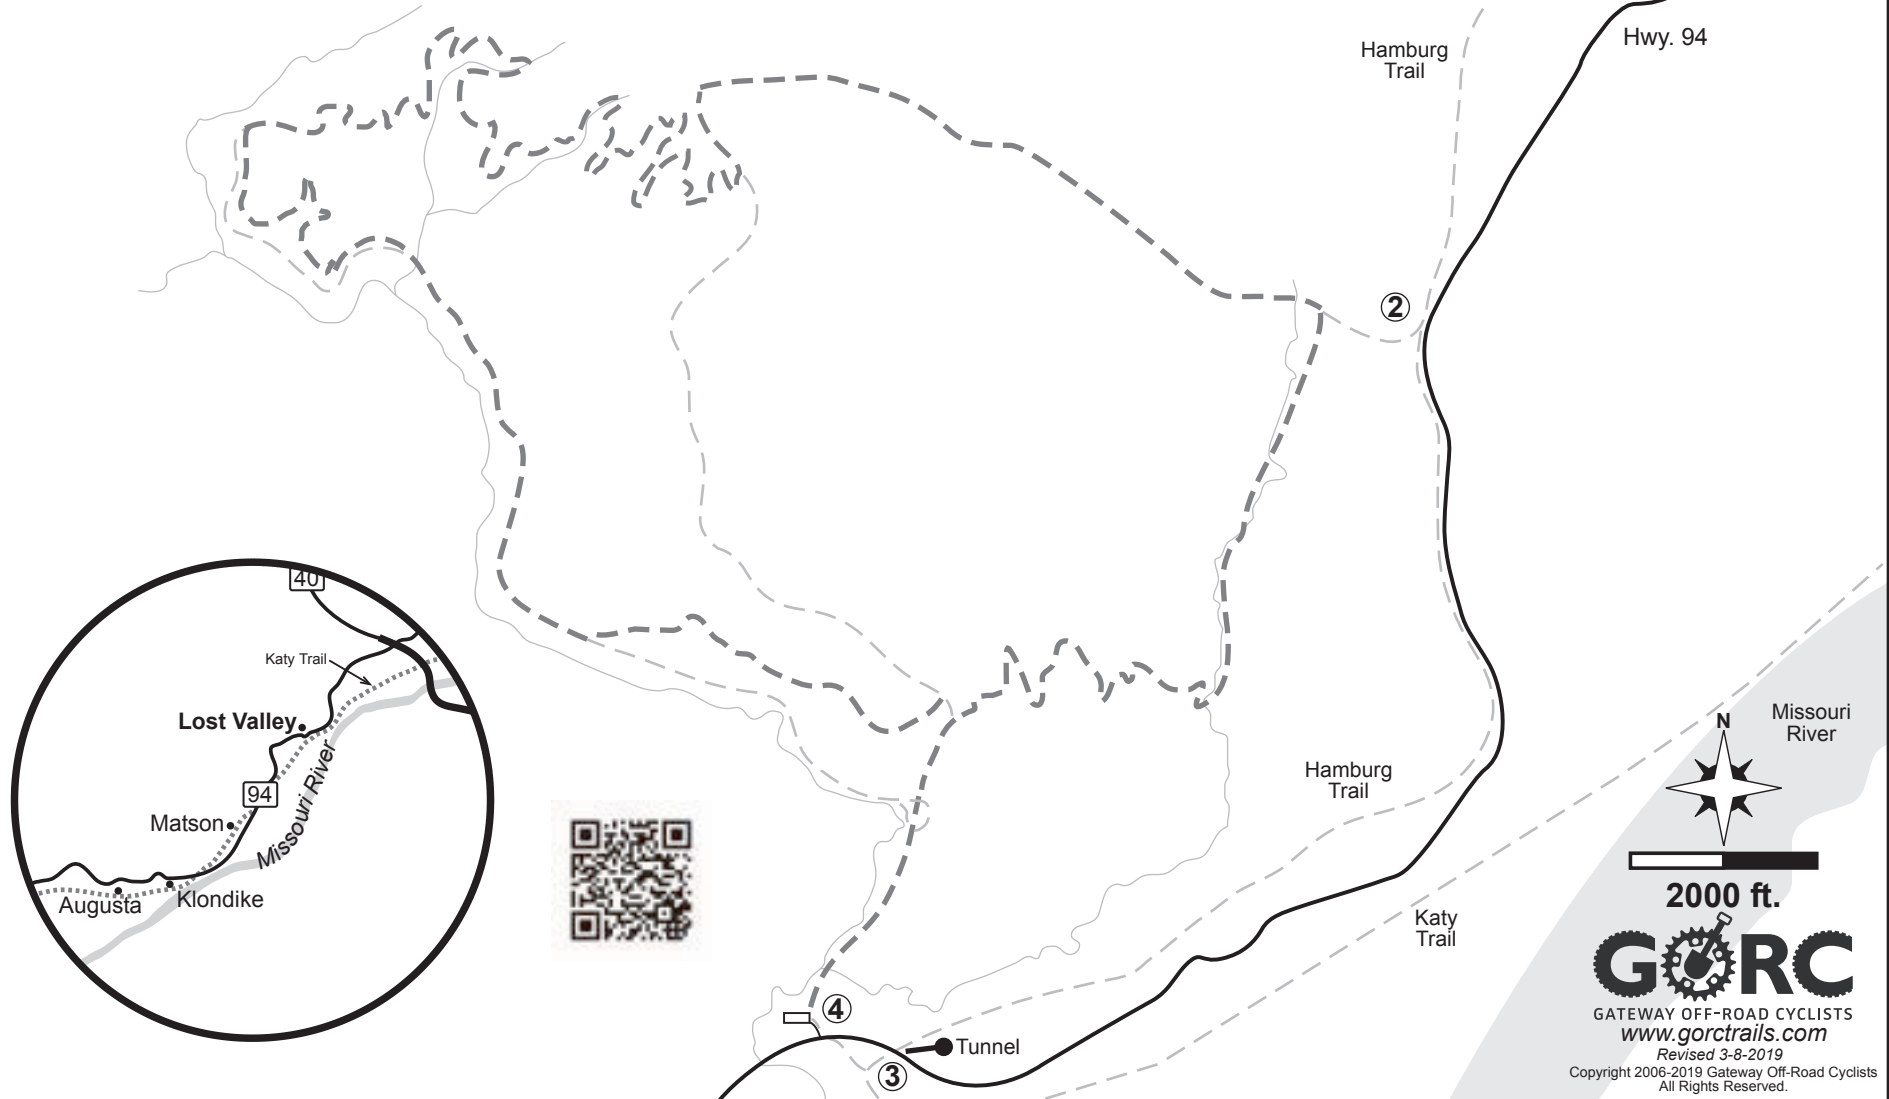 Hamburg
Trail
Hwy. 94
2
40
Katy Trail
Lost Valley
94
Matson
Missouri River
Augusta
Klondike
Hamburg
Trail
Missouri
River
N
2000 ft.
Katy
Trail
GORC
GATEWAY OFF-ROAD CYCLISTS
www.gorctrails.com
Revised 3-8-2019
Copyright 2006-2019 Gateway Off-Road Cyclists
All Rights Reserved.
4
Tunnel
3